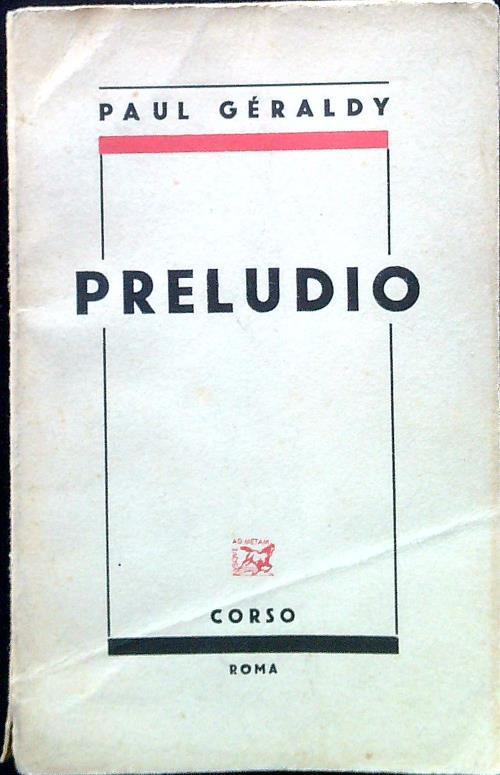 PAUL GÉRALDY
PRELUDIO
AD METAM
CORSO
ROMA